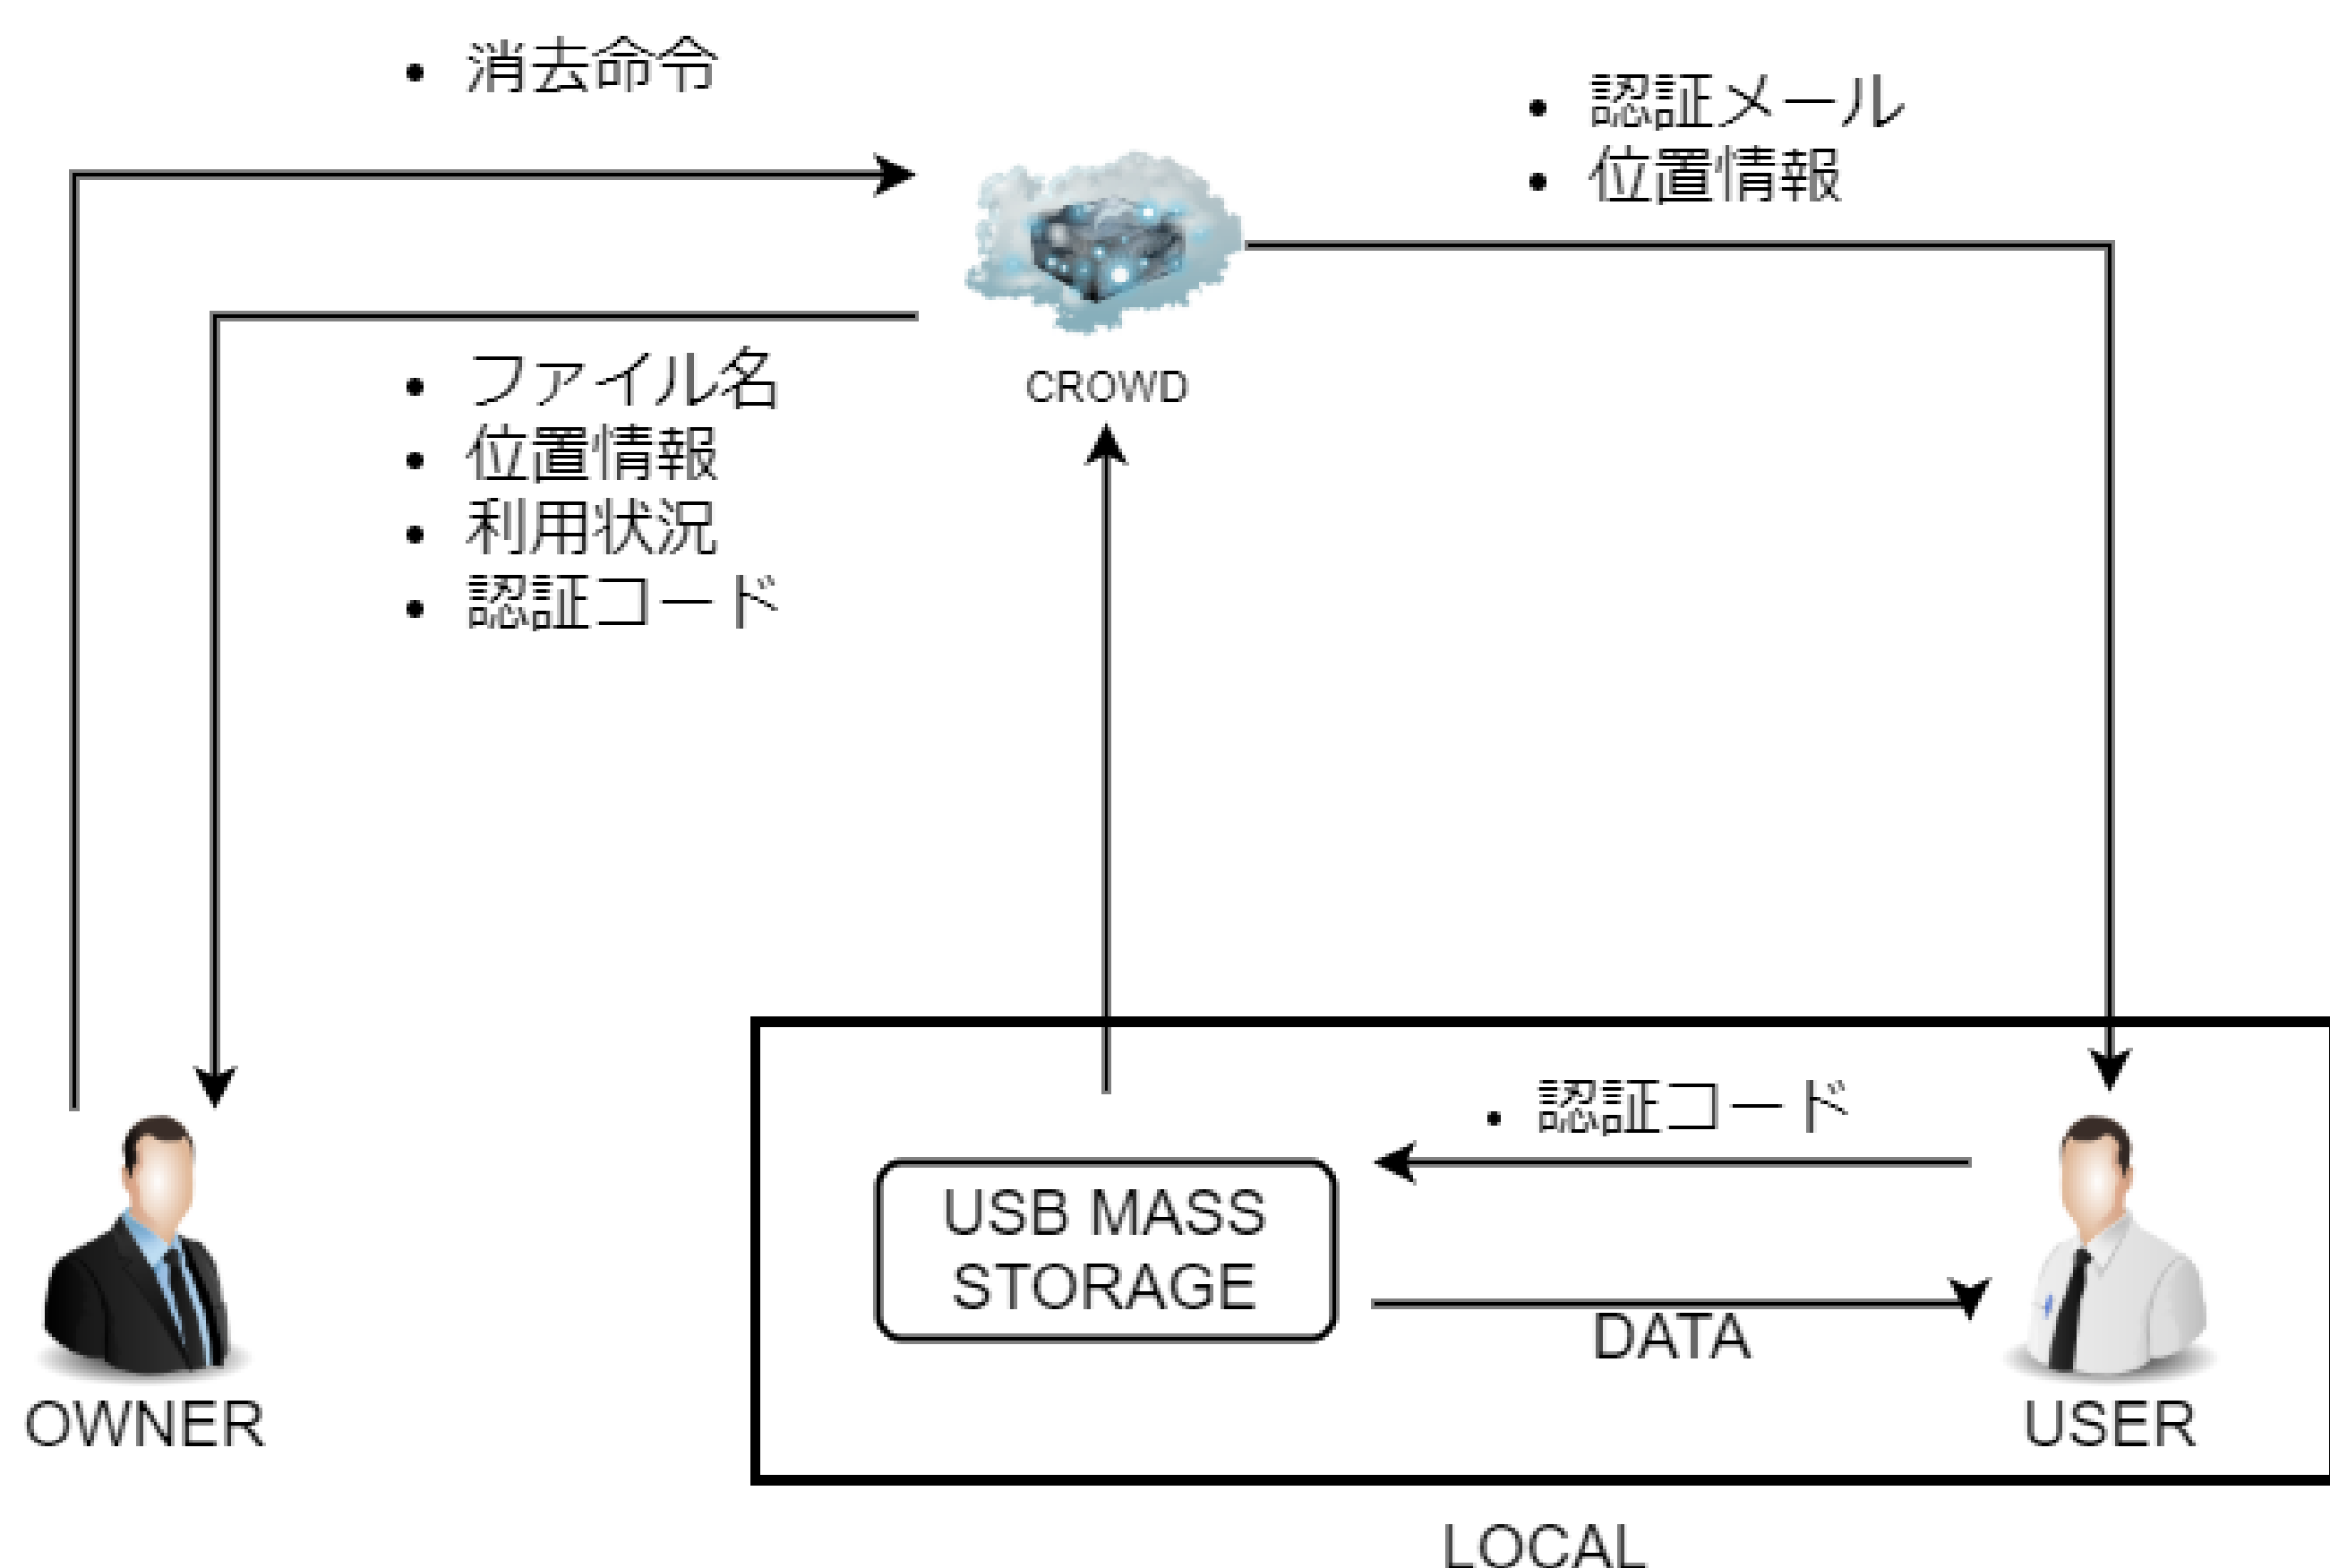 消去命令
認証メール
位置情報
ファイル名
位置情報
利用状況
認証コード
CROWD
認証コード
USB MASS
STORAGE
DATA
OWNER
USER
LOCAL